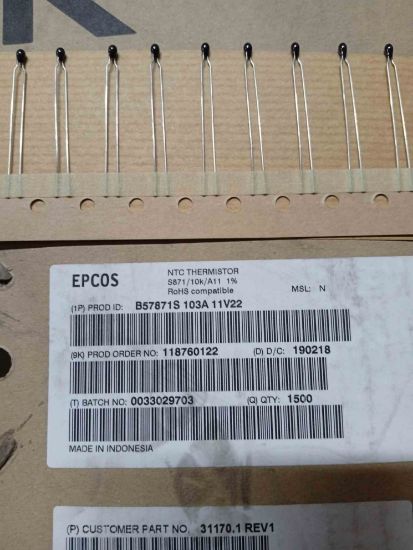 EPCOS
NTC THERMISTOR
S871/10k/A11 1%
RoHS compatible
MSL: N
(1P) PROD ID: B57871S 103A 11V22
(9K) PROD ORDER NO: 118760122 (D) D/C: 190218
(T) BATCH NO: 0033029703 (Q) QTY: 1500
MADE IN INDONESIA
(P) CUSTOMER PART NO. 31170.1 REV1